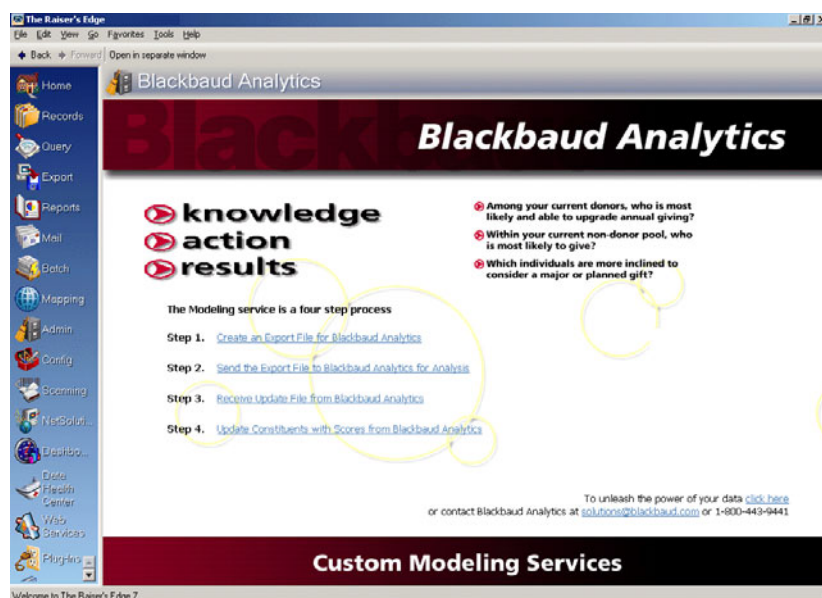 The Raiser's Edge
File Edit View Go Favorites Tools Help
Back Forward Open in separate window
Home
Records
Query
Export
Reports
Mail
Batch
Mapping
Admin
Config
Scanning
NetSoluti...
Dashbo...
Data
Health
Center
Web
Services
Plug-Ins
Blackbaud Analytics
Blackba
Blackbaud Analytics
knowledge
action
results
Among your current donors, who is most
likely and able to upgrade annual giving?
Within your current non-donor pool, who
is most likely to give?
Which individuals are more inclined to
consider a major or planned gift?
The Modeling service is a four step process
Step 1. Create an Export File for Blackbaud Analytics
Step 2. Send the Export File to Blackbaud Analytics for Analysis
Step 3. Receive Update File from Blackbaud Analytics
Step 4. Update Constituents with Scores from Blackbaud Analytics
To unleash the power of your data click here
or contact Blackbaud Analytics at solutions@blackbaud.com or 1-800-443-9441
Custom Modeling Services
Welcome to The Raiser's Edge 7